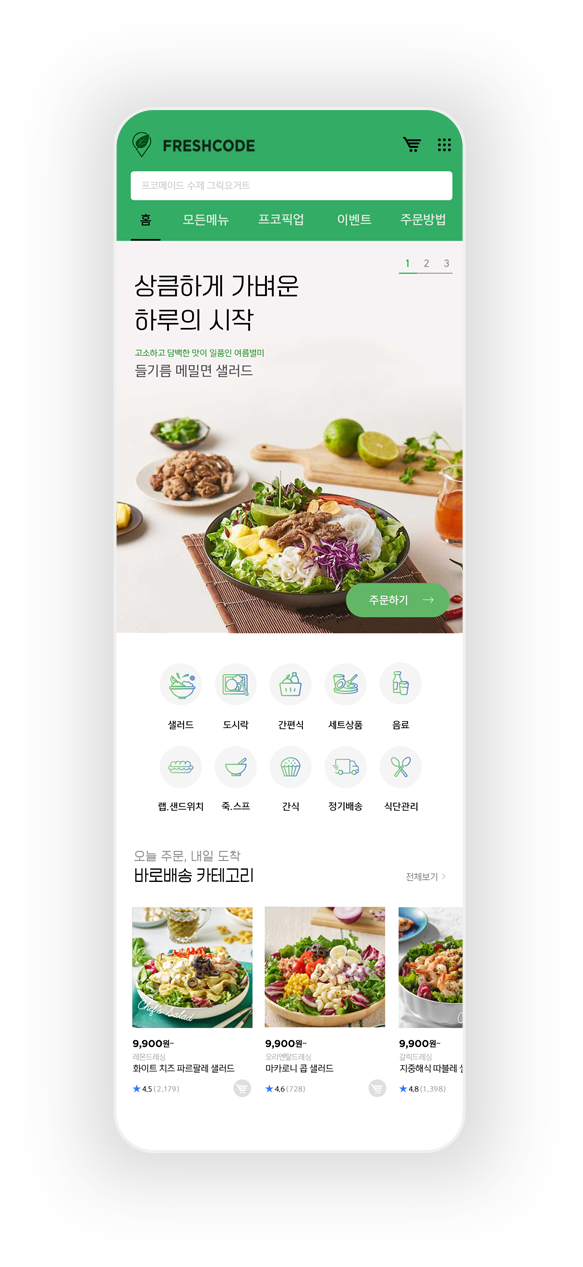 FRESHCODE
프코메이드 수제 그릭요거트
홈 모든메뉴 프코픽업 이벤트 주문방법
1 2 3
상큼하게 가벼운
하루의 시작
고소하고 담백한 맛이 일품인 여름별미
들기름 메밀면 샐러드
주문하기 →
샐러드 도시락 간편식 세트상품 음료
랩.샌드위치 죽.스프 간식 정기배송 식단관리
오늘 주문, 내일 도착
바로배송 카테고리
전체보기 >
Chef's Salad
9,900원~
레몬드레싱
화이트 치즈 파르팔레 샐러드
★ 4.5 (2,179)
9,900원~
오리엔탈드레싱
마카로니 콥 샐러드
★ 4.6 (728)
9,900원~
갈릭드레싱
지중해식 따블레
★ 4.8 (1,398)